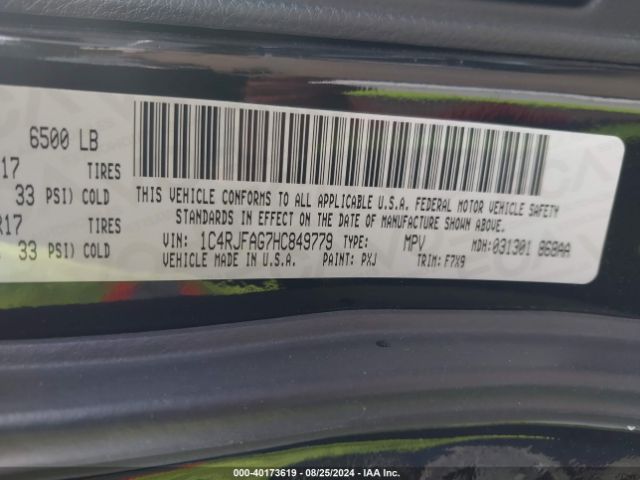 6500 LB
17 TIRES
33 PSI) COLD
R17 TIRES
33 PSI) COLD
THIS VEHICLE CONFORMS TO ALL APPLICABLE U.S.A. FEDERAL MOTOR VEHICLE SAFETY
STANDARDS IN EFFECT ON THE DATE OF MANUFACTURE SHOWN ABOVE.
VIN: 1C4RJFAG7HC849779 TYPE: MPV MDH: 031301 868AA
VEHICLE MADE IN U.S.A. PAINT: PXJ TRIM: F7X9
000-40173619 - 08/25/2024 - IAA Inc.